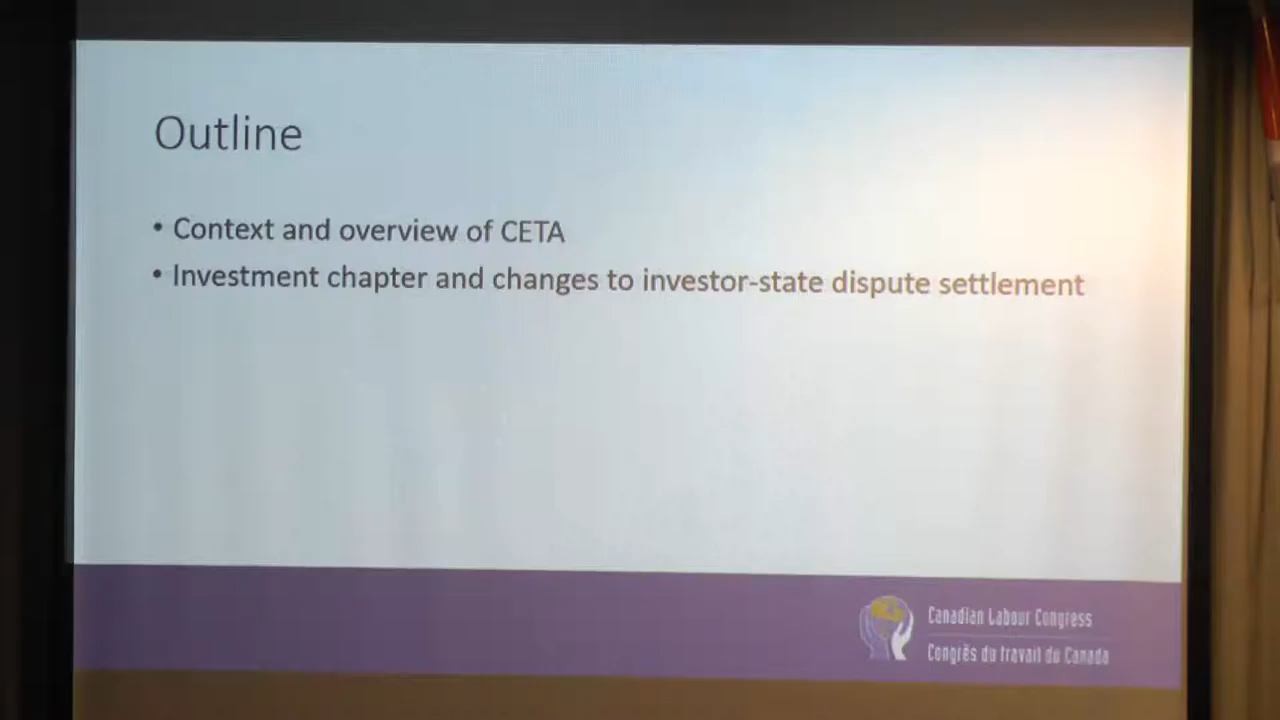 Outline
• Context and overview of CETA
• Investment chapter and changes to investor-state dispute settlement
Canadian Labour Congress
Congrès du travail du Canada